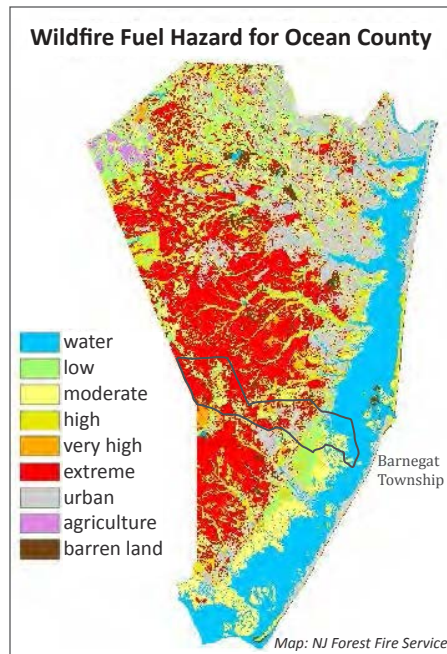 Wildfire Fuel Hazard for Ocean County
water
low
moderate
high
very high
extreme
urban
agriculture
barren land
Barnegat
Township
Map: NJ Forest Fire Service